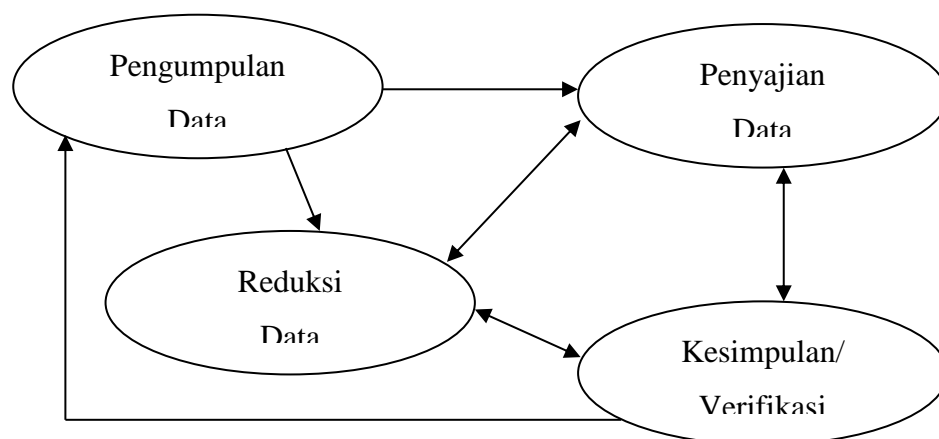 Pengumpulan
Data
Penyajian
Data
Reduksi
Data
Kesimpulan/
Verifikasi